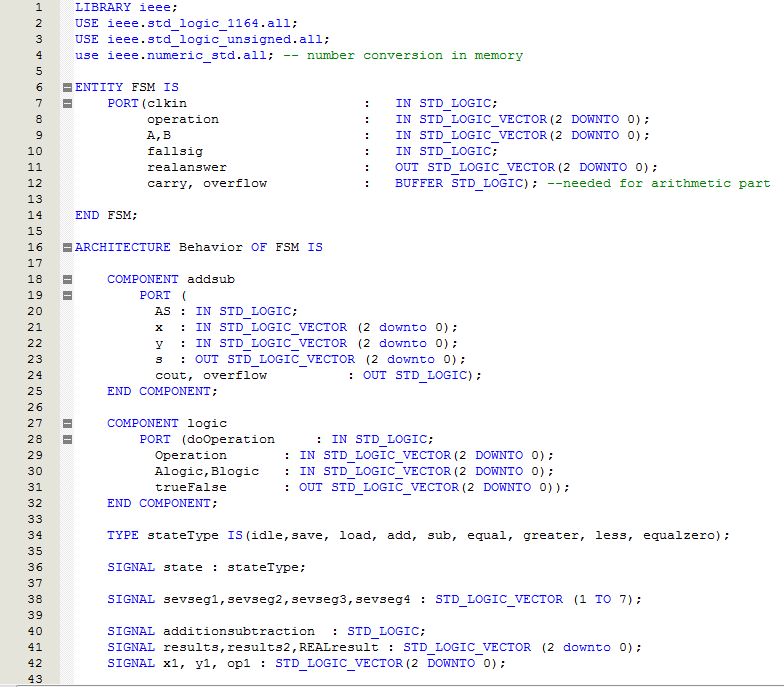 1 LIBRARY ieee;
2 USE ieee.std_logic_1164.all;
3 USE ieee.std_logic_unsigned.all;
4 use ieee.numeric_std.all; -- number conversion in memory
5
6 ENTITY FSM IS
7 PORT(clkin : IN STD_LOGIC;
8 operation : IN STD_LOGIC_VECTOR(2 DOWNTO 0);
9 A,B : IN STD_LOGIC_VECTOR(2 DOWNTO 0);
10 fallsig : IN STD_LOGIC;
11 realanswer : OUT STD_LOGIC_VECTOR(2 DOWNTO 0);
12 carry, overflow : BUFFER STD_LOGIC); --needed for arithmetic part
13
14 END FSM;
15
16 ARCHITECTURE Behavior OF FSM IS
17
18 COMPONENT addsub
19 PORT (
20 AS : IN STD_LOGIC;
21 x : IN STD_LOGIC_VECTOR (2 downto 0);
22 y : IN STD_LOGIC_VECTOR (2 downto 0);
23 s : OUT STD_LOGIC_VECTOR (2 downto 0);
24 cout, overflow : OUT STD_LOGIC);
25 END COMPONENT;
26
27 COMPONENT logic
28 PORT (doOperation : IN STD_LOGIC;
29 Operation : IN STD_LOGIC_VECTOR(2 DOWNTO 0);
30 Alogic,Blogic : IN STD_LOGIC_VECTOR(2 DOWNTO 0);
31 trueFalse : OUT STD_LOGIC_VECTOR(2 DOWNTO 0));
32 END COMPONENT;
33
34 TYPE stateType IS(idle,save, load, add, sub, equal, greater, less, equalzero);
35
36 SIGNAL state : stateType;
37
38 SIGNAL sevseg1,sevseg2,sevseg3,sevseg4 : STD_LOGIC_VECTOR (1 TO 7);
39
40 SIGNAL additionsubtraction : STD_LOGIC;
41 SIGNAL results,results2,REALresult : STD_LOGIC_VECTOR (2 downto 0);
42 SIGNAL x1, y1, op1 : STD_LOGIC_VECTOR(2 DOWNTO 0);
43